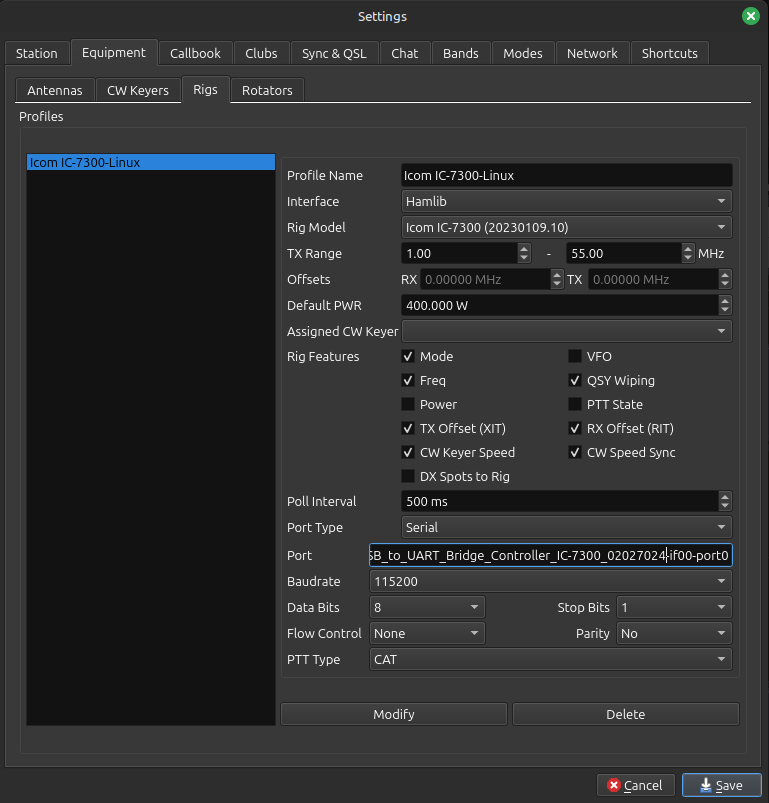 Settings
Station Equipment Callbook Clubs Sync & QSL Chat Bands Modes Network Shortcuts
Antennas CW Keyers Rigs Rotators
Profiles
Icom IC-7300-Linux
Profile Name Icom IC-7300-Linux
Interface Hamlib
Rig Model Icom IC-7300 (20230109.10)
TX Range 1.00 - 55.00 MHz
Offsets RX 0.00000 MHz TX 0.00000 MHz
Default PWR 400.000 W
Assigned CW Keyer
Rig Features Mode VFO
Freq QSY Wiping
Power PTT State
TX Offset (XIT) RX Offset (RIT)
CW Keyer Speed CW Speed Sync
DX Spots to Rig
Poll Interval 500 ms
Port Type Serial
Port SB_to_UART_Bridge_Controller_IC-7300_02027024-if00-port0
Baudrate 115200
Data Bits 8 Stop Bits 1
Flow Control None Parity No
PTT Type CAT
Modify Delete
Cancel Save